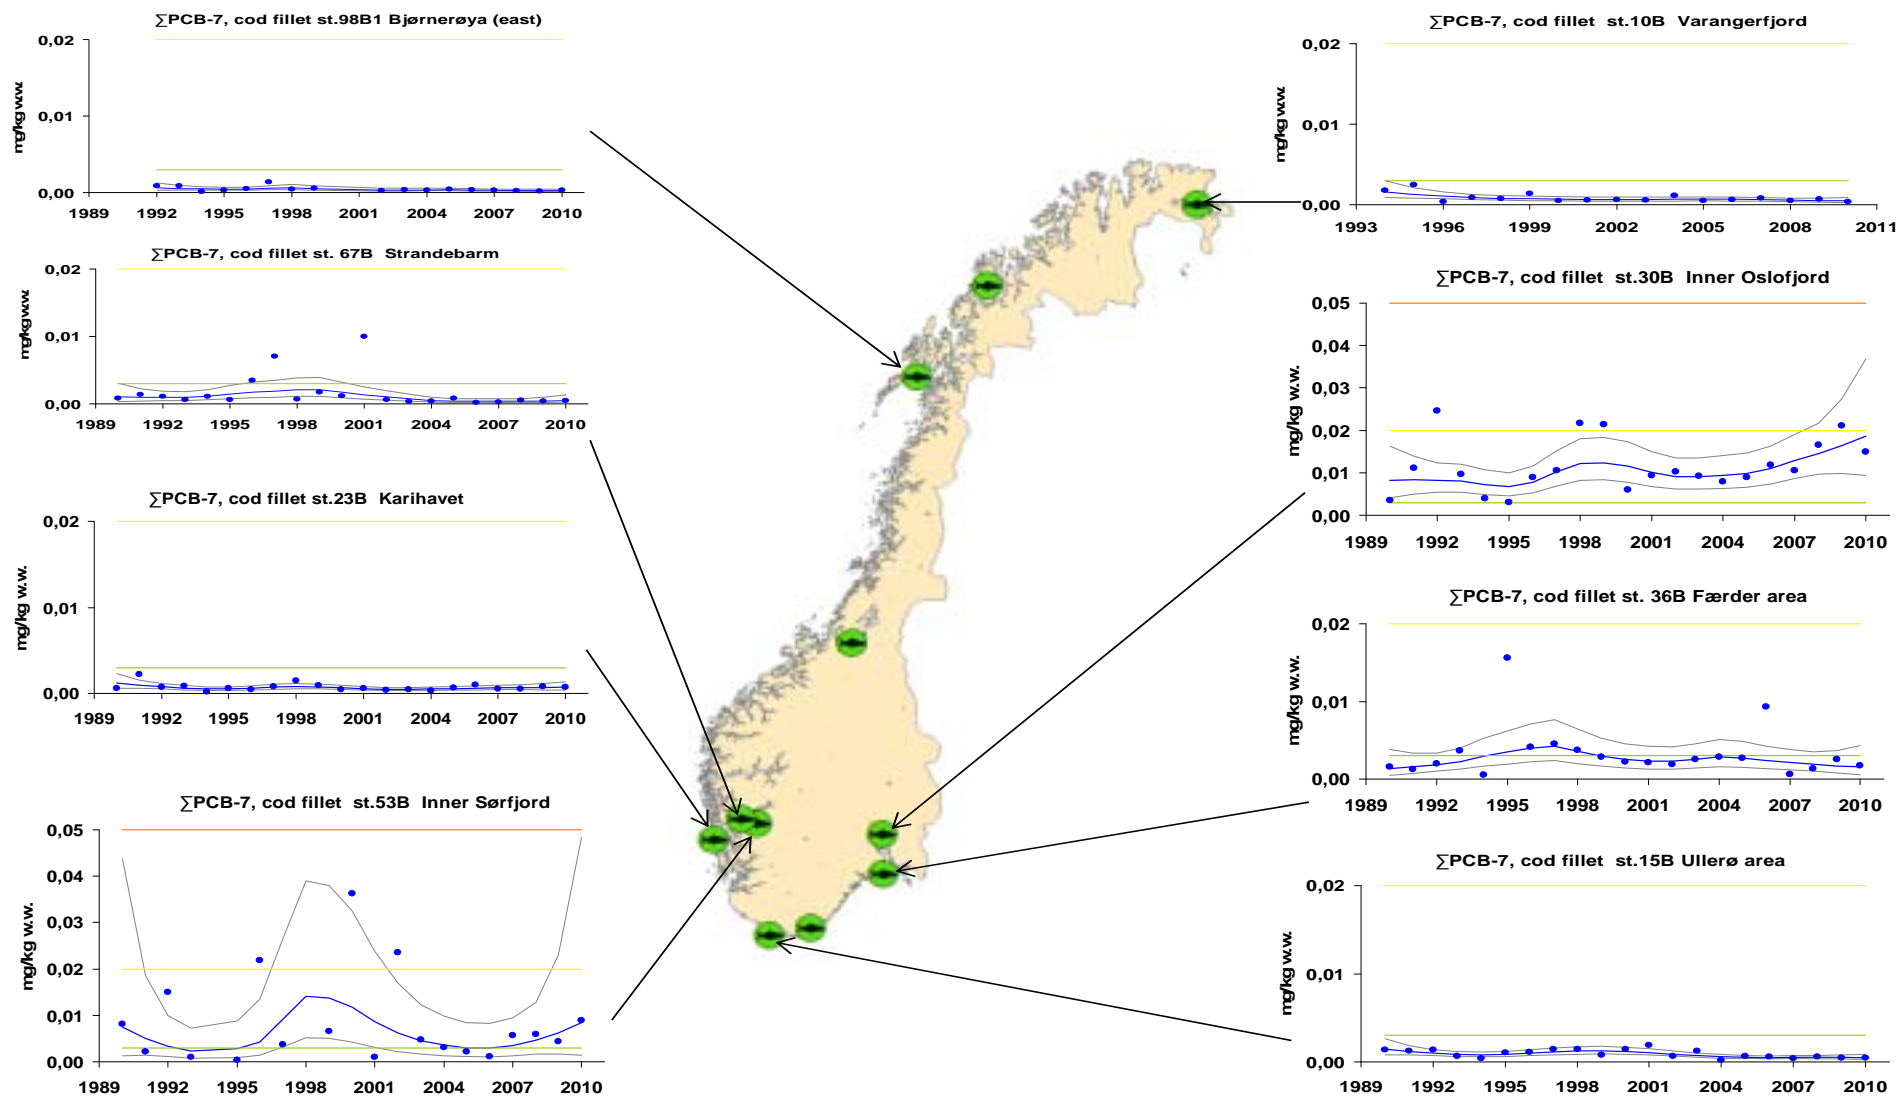 ∑PCB-7, cod fillet st.98B1 Bjørnerøya (east)
mg/kg w.w.
0,02
0,01
0,00
1989 1992 1995 1998 2001 2004 2007 2010
∑PCB-7, cod fillet st. 67B Strandebarm
mg/kg w.w.
0,02
0,01
0,00
1989 1992 1995 1998 2001 2004 2007 2010
∑PCB-7, cod fillet st.23B Karihavet
mg/kg w.w.
0,02
0,01
0,00
1989 1992 1995 1998 2001 2004 2007 2010
∑PCB-7, cod fillet st.53B Inner Sørfjord
mg/kg w.w.
0,05
0,04
0,03
0,02
0,01
0,00
1989 1992 1995 1998 2001 2004 2007 2010
∑PCB-7, cod fillet st.10B Varangerfjord
mg/kg w.w.
0,02
0,01
0,00
1993 1996 1999 2002 2005 2008 2011
∑PCB-7, cod fillet st.30B Inner Oslofjord
mg/kg w.w.
0,05
0,04
0,03
0,02
0,01
0,00
1989 1992 1995 1998 2001 2004 2007 2010
∑PCB-7, cod fillet st. 36B Færder area
mg/kg w.w.
0,02
0,01
0,00
1989 1992 1995 1998 2001 2004 2007 2010
∑PCB-7, cod fillet st.15B Ullerø area
mg/kg w.w.
0,02
0,01
0,00
1989 1992 1995 1998 2001 2004 2007 2010